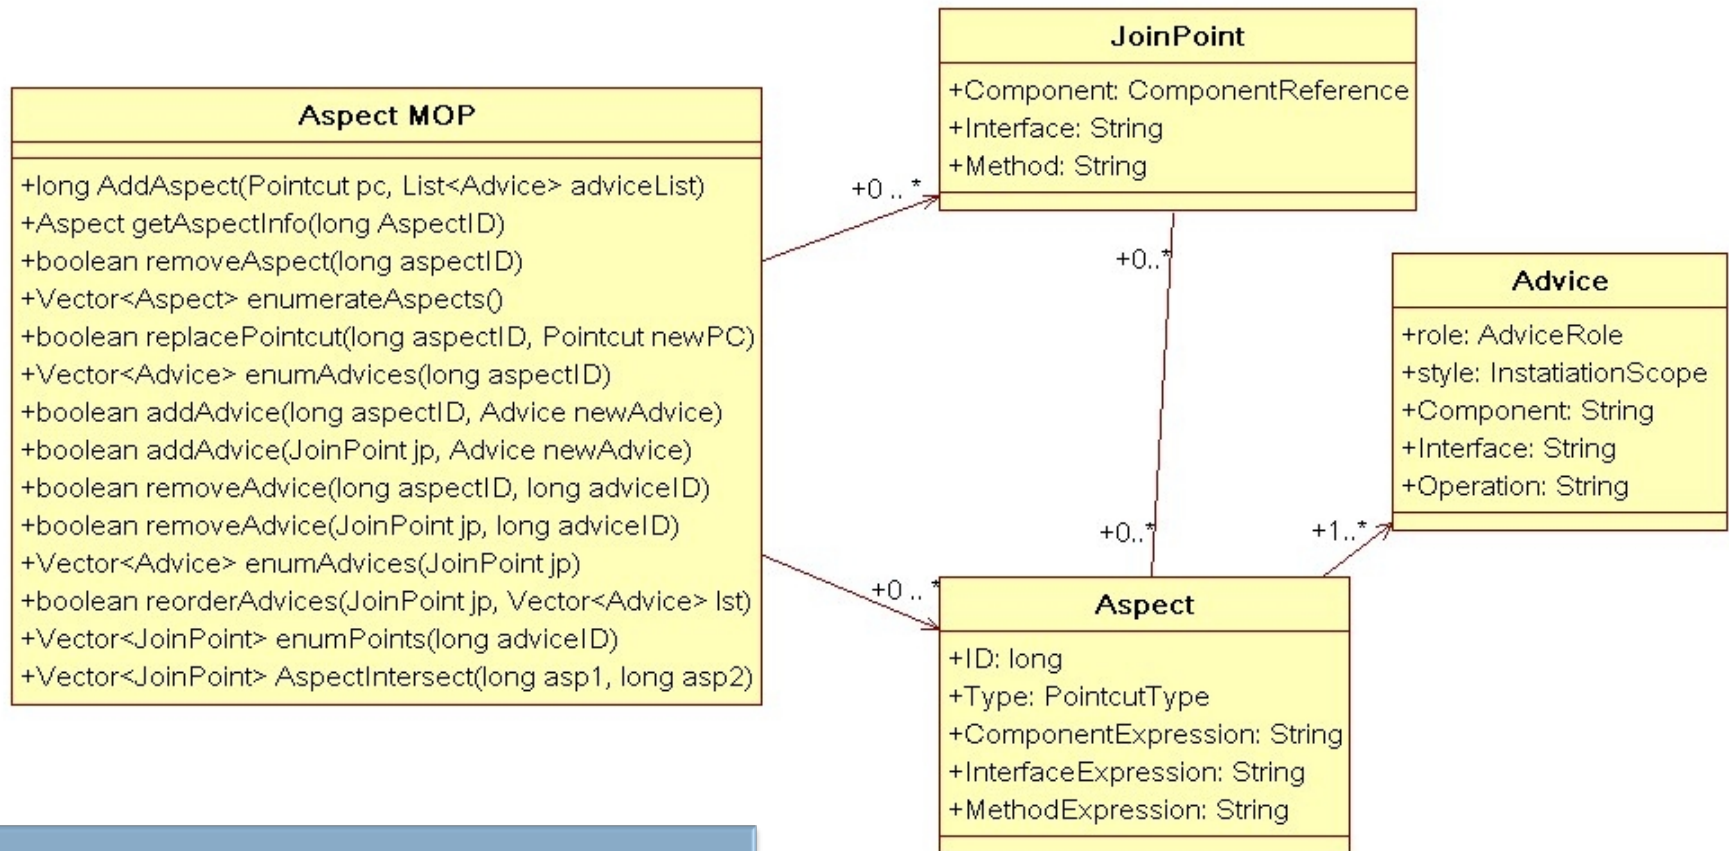 Aspect MOP
+long AddAspect(Pointcut pc, List<Advice> adviceList)
+Aspect getAspectInfo(long AspectID)
+boolean removeAspect(long aspectID)
+Vector<Aspect> enumerateAspects()
+boolean replacePointcut(long aspectID, Pointcut newPC)
+Vector<Advice> enumAdvices(long aspectID)
+boolean addAdvice(long aspectID, Advice newAdvice)
+boolean addAdvice(JoinPoint jp, Advice newAdvice)
+boolean removeAdvice(long aspectID, long adviceID)
+boolean removeAdvice(JoinPoint jp, long adviceID)
+Vector<Advice> enumAdvices(JoinPoint jp)
+boolean reorderAdvices(JoinPoint jp, Vector<Advice> lst)
+Vector<JoinPoint> enumPoints(long adviceID)
+Vector<JoinPoint> AspectIntersect(long asp1, long asp2)
+0 .. *
+0 .. *
JoinPoint
+Component: ComponentReference
+Interface: String
+Method: String
+0..*
+0..*
+1..*
Advice
+role: AdviceRole
+style: InstatiationScope
+Component: String
+Interface: String
+Operation: String
Aspect
+ID: long
+Type: PointcutType
+ComponentExpression: String
+InterfaceExpression: String
+MethodExpression: String